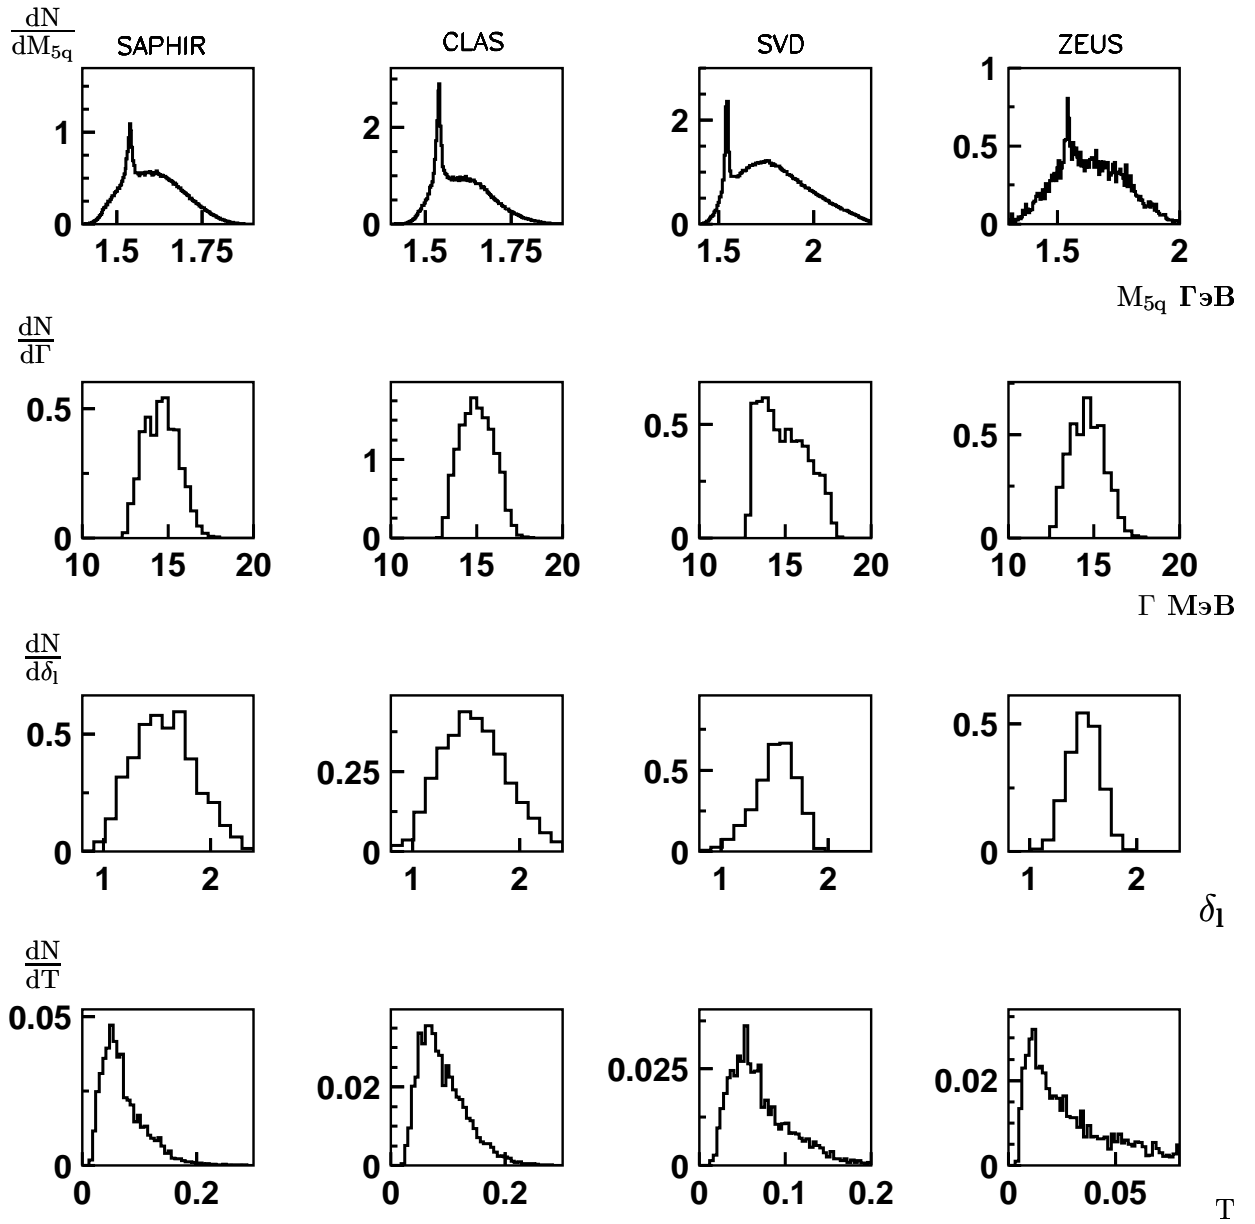 dN
dM5q
SAPHIR CLAS SVD ZEUS
1 0 1.5 1.75
2 0 1.5 1.75
2 1 0 1.5 2
1 0.5 0 1.5 2
M5q ГэВ
dN
dΓ
0.5 0 10 15 20
1 0 10 15 20
0.5 0 10 15 20
0.5 0 10 15 20
Γ МэВ
dN
dδl
0.5 0 1 2
0.25 0 1 2
0.5 0 1 2
0.5 0 1 2
δl
dN
dT
0.05 0 0 0.2
0.02 0 0 0.2
0.025 0 0 0.1 0.2
0.02 0 0 0.05
T